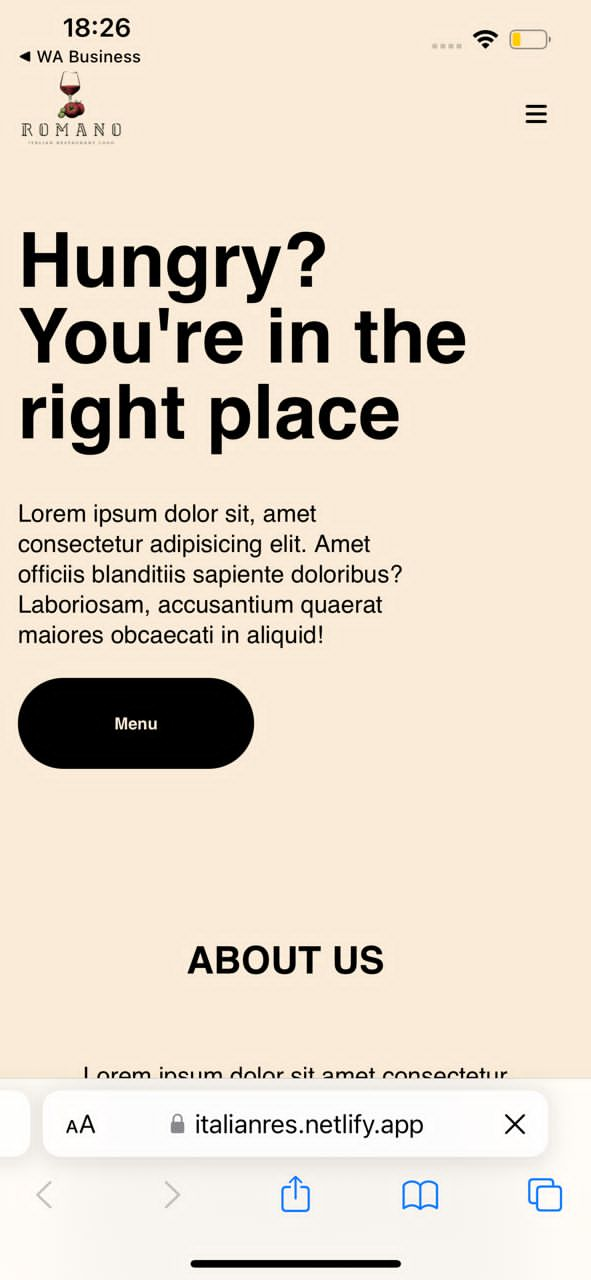 18:26
◀ WA Business
ROMANO
ITALIAN RESTAURANT LOGO
Hungry?
You're in the
right place
Lorem ipsum dolor sit, amet
consectetur adipisicing elit. Amet
officiis blanditiis sapiente doloribus?
Laboriosam, accusantium quaerat
maiores obcaecati in aliquid!
Menu
ABOUT US
Lorem ipsum dolor sit amet consectetur
AA
italianres.netlify.app